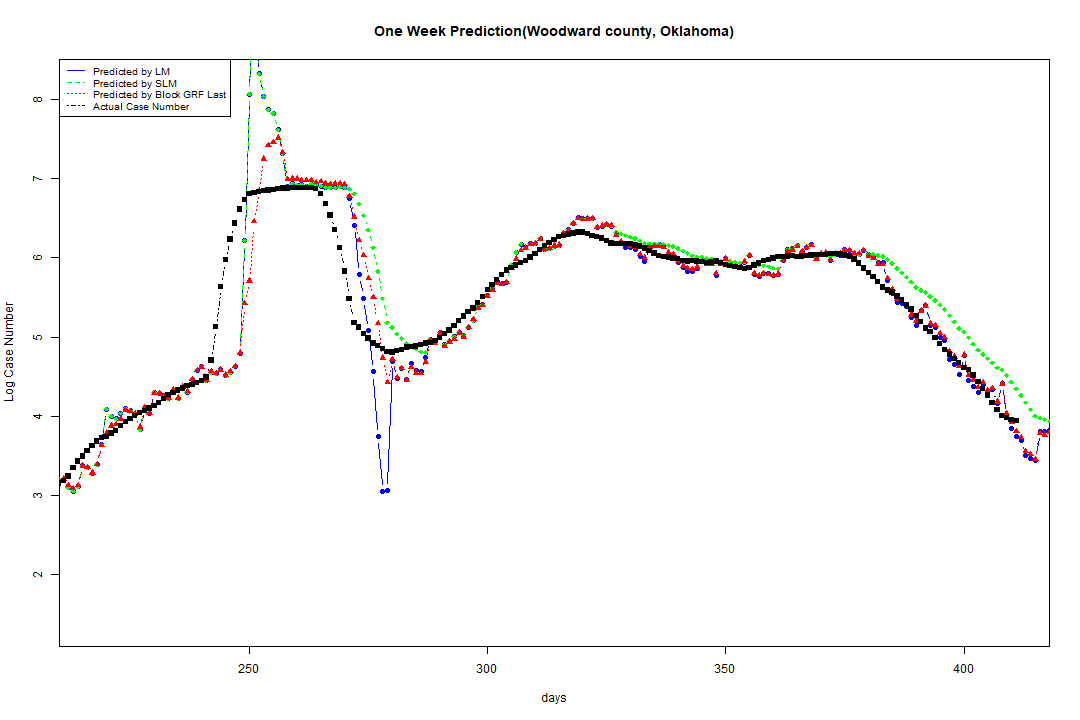 One Week Prediction(Woodward county, Oklahoma)
Predicted by LM
Predicted by SLM
Predicted by Block GRF Last
Actual Case Number
Log Case Number
8
7
6
5
4
3
2
250
300
350
400
days